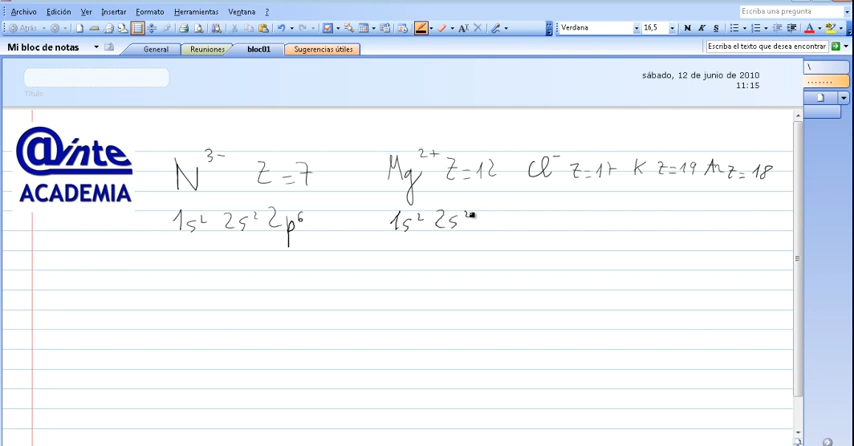 Archivo Edición Ver Insertar Formato Herramientas Ventana ? Escriba una pregunta
Atrás Verdana 16,5 N K S A
Mi bloc de notas General Reuniones bloc01 Sugerencias útiles Escriba el texto que desea encontrar
sábado, 12 de junio de 2010
11:15
Título
@inte
ACADEMIA
N³⁻ Z=7 Mg²⁺ Z=12 Cl⁻ Z=17 K Z=19 Ar Z=18
1s² 2s² 2p⁶ 1s² 2s²